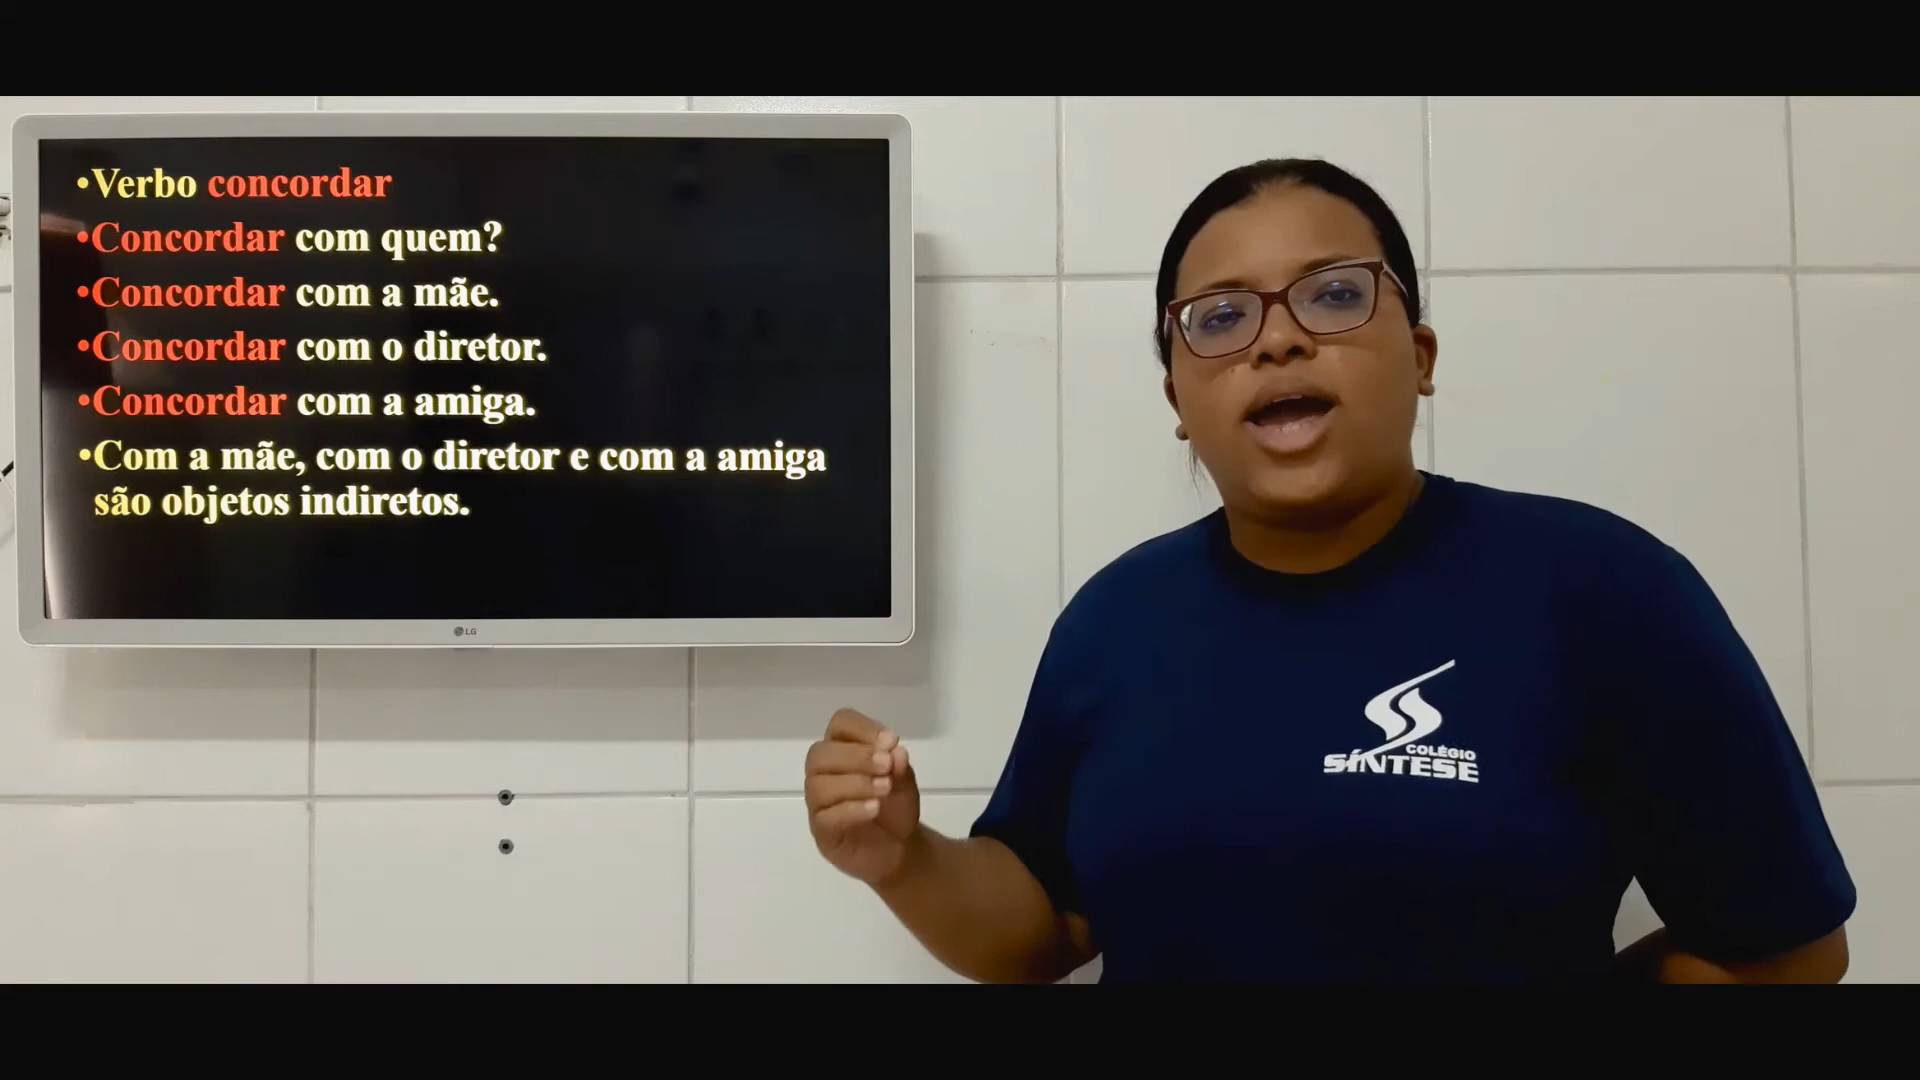 •Verbo concordar
•Concordar com quem?
•Concordar com a mãe.
•Concordar com o diretor.
•Concordar com a amiga.
•Com a mãe, com o diretor e com a amiga
são objetos indiretos.
LG
COLÉGIO
SÍNTESE